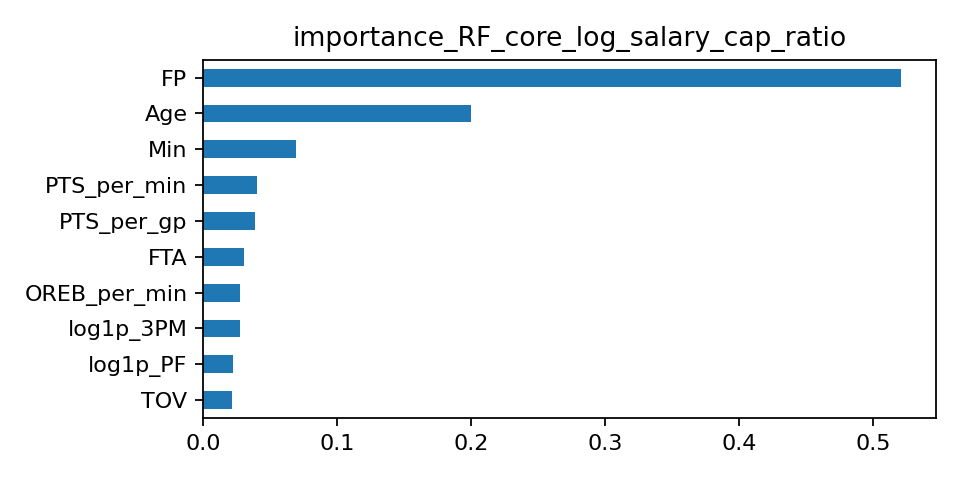 importance_RF_core_log_salary_cap_ratio
FP
Age
Min
PTS_per_min
PTS_per_gp
FTA
OREB_per_min
log1p_3PM
log1p_PF
TOV
0.0 0.1 0.2 0.3 0.4 0.5